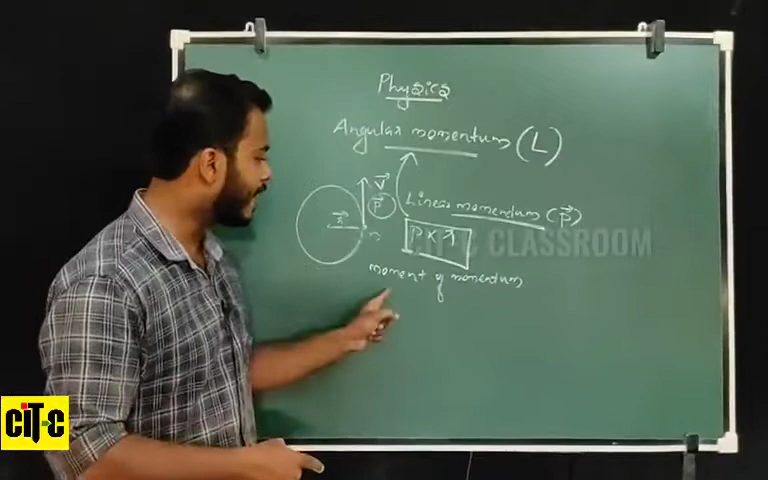 Physics
Angular momentum (L)
V
P
Linear momentum (P)
r
m
P × r
CITC CLASSROOM
moment of momentum
CITC